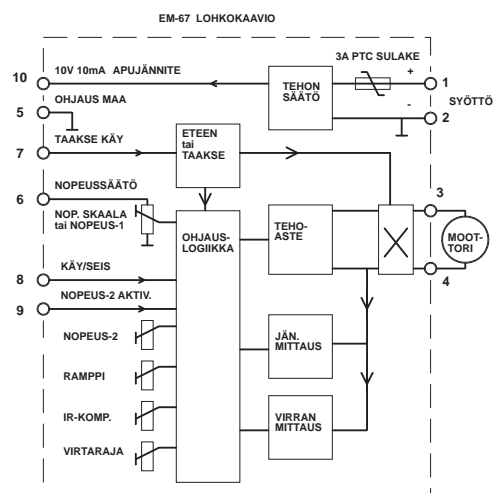 EM-67 LOHKOKAAVIO
10
10V 10mA APUJÄNNITE
5
OHJAUS MAA
7
TAAKSE KÄY
6
NOPEUSSÄÄTÖ
NOP. SKAALA
tai NOPEUS-1
8
KÄY/SEIS
9
NOPEUS-2 AKTIV.
NOPEUS-2
RAMPPI
IR-KOMP.
VIRTARAJA
ETEEN
tai
TAAKSE
OHJAUS-
LOGIIKKA
TEHON
SÄÄTÖ
3A PTC SULAKE
+
1
SYÖTTÖ
-
2
TEHO-
ASTE
3
MOOT-
TORI
4
JÄN.
MITTAUS
VIRRAN
MITTAUS